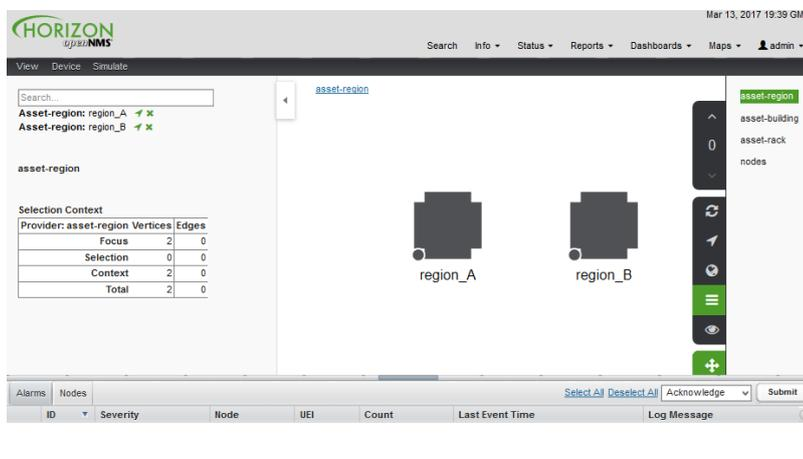 Mar 13, 2017 19:39 GM
HORIZON
openNMS
Search Info Status Reports Dashboards Maps admin
View Device Simulate
Search...
Asset-region: region_A
Asset-region: region_B
asset-region
Selection Context
Provider: asset-region Vertices Edges
Focus 2 0
Selection 0 0
Context 2 0
Total 2 0
asset-region
region_A region_B
0
asset-region
asset-building
asset-rack
nodes
Alarms Nodes Select All Deselect All Acknowledge Submit
ID Severity Node UEI Count Last Event Time Log Message